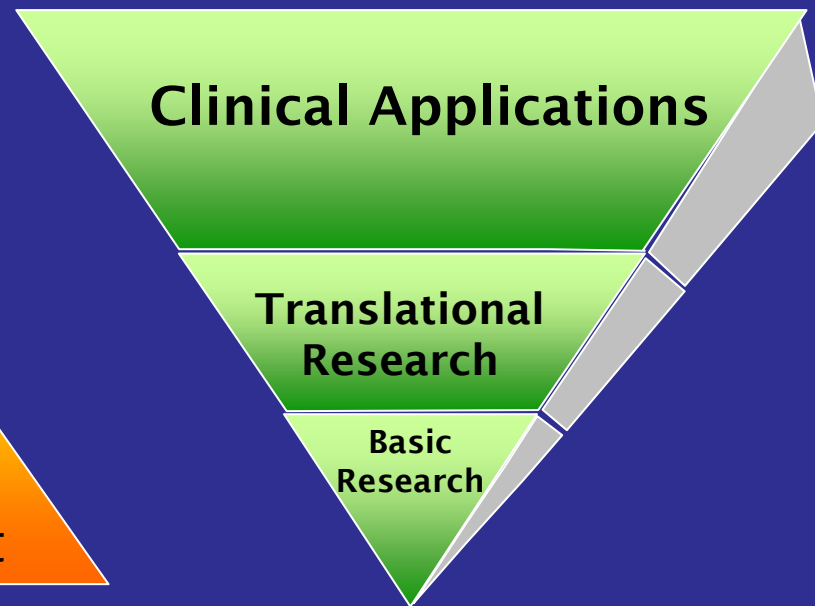 Clinical Applications
Translational
Research
Basic
Research
t